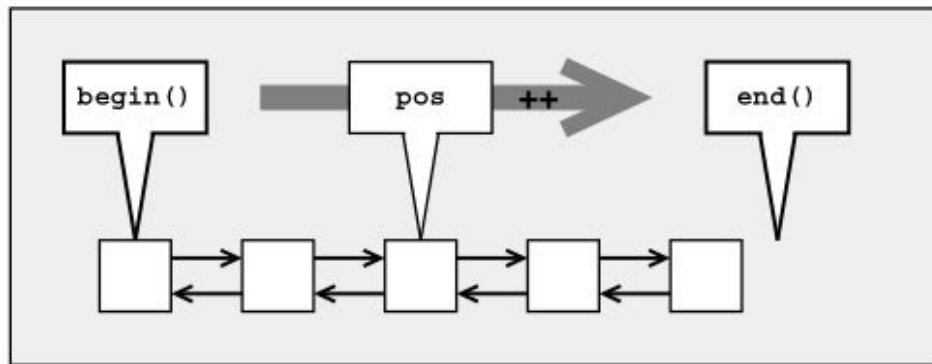 begin()
pos
++
end()